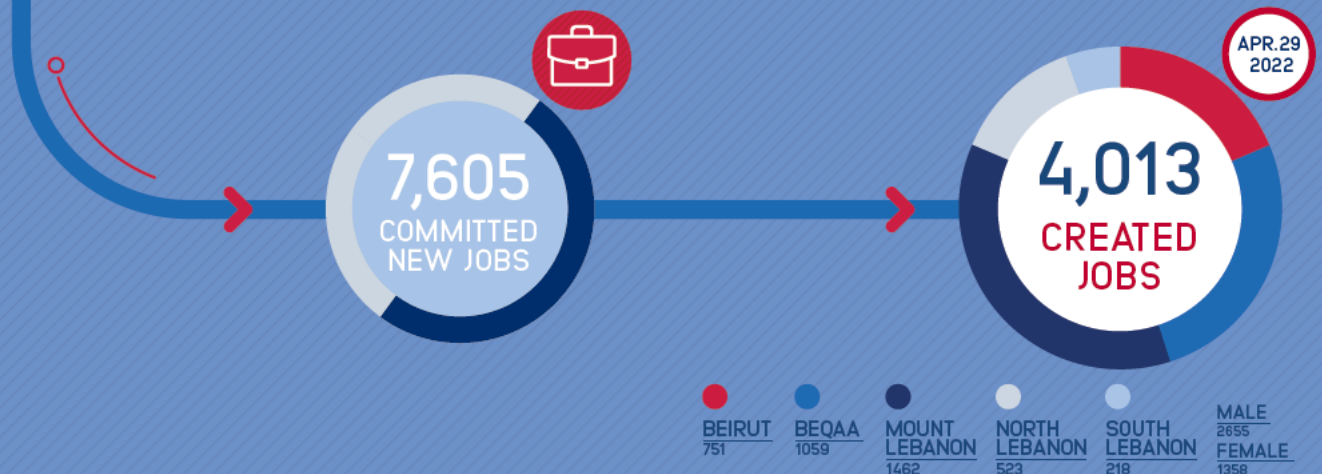 APR.29
2022
7,605
COMMITTED
NEW JOBS
4,013
CREATED
JOBS
BEIRUT
751
BEQAA
1059
MOUNT
LEBANON
1462
NORTH
LEBANON
523
SOUTH
LEBANON
218
MALE
2655
FEMALE
1358